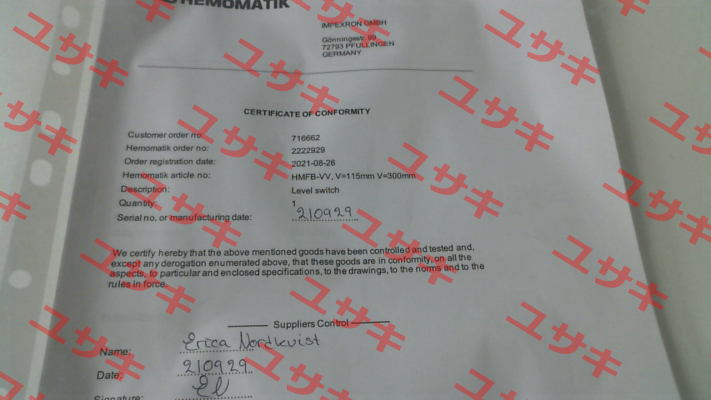 HEMOMATIK
IMPEXRON GMBH
Gönningestr. 99
72793 PFULLINGEN
GERMANY
CERTIFICATE OF CONFORMITY
Customer order no: 716662
Hemomatik order no: 2222929
Order registration date: 2021-08-26
Hemomatik article no: HMFB-VV, V=115mm V=300mm
Description: Level switch
Quantity: 1
Serial no. or manufacturing date: 210929
We certify hereby that the above mentioned goods have been controlled and tested and,
except any derogation enumerated above, that these goods are in conformity, on all the
aspects, to particular and enclosed specifications, to the drawings, to the norms and to the
rules in force.
Suppliers Control
Name: Erica Nordkvist
Date: 210929
Signature:
ユサキ